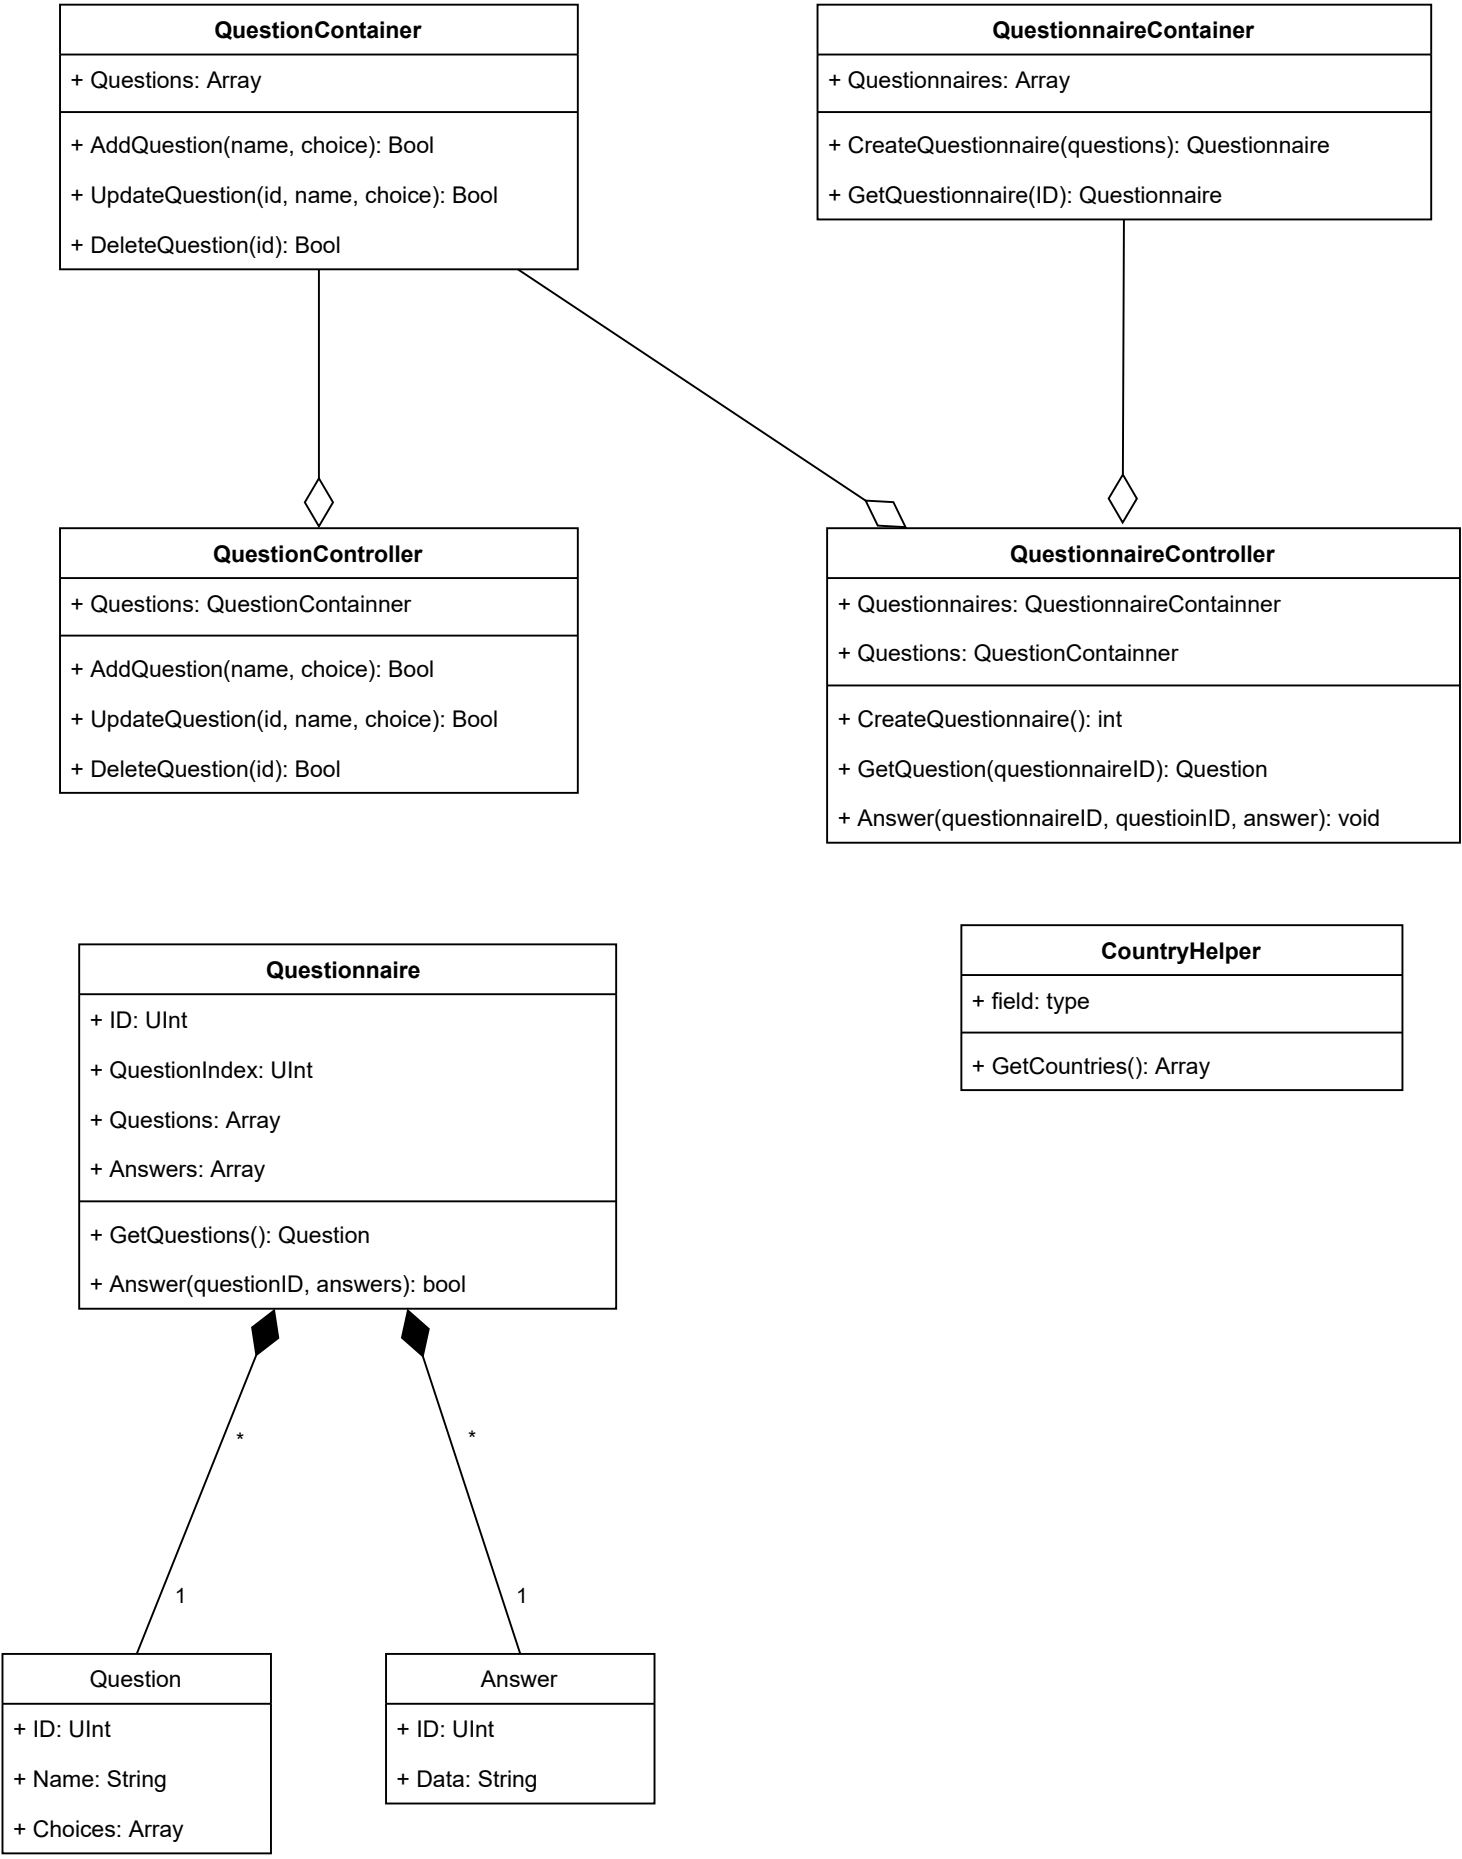 QuestionContainer
+ Questions: Array
+ AddQuestion(name, choice): Bool
+ UpdateQuestion(id, name, choice): Bool
+ DeleteQuestion(id): Bool
QuestionnaireContainer
+ Questionnaires: Array
+ CreateQuestionnaire(questions): Questionnaire
+ GetQuestionnaire(ID): Questionnaire
QuestionController
+ Questions: QuestionContainner
+ AddQuestion(name, choice): Bool
+ UpdateQuestion(id, name, choice): Bool
+ DeleteQuestion(id): Bool
QuestionnaireController
+ Questionnaires: QuestionnaireContainner
+ Questions: QuestionContainner
+ CreateQuestionnaire(): int
+ GetQuestion(questionnaireID): Question
+ Answer(questionnaireID, questioinID, answer): void
Questionnaire
+ ID: UInt
+ QuestionIndex: UInt
+ Questions: Array
+ Answers: Array
+ GetQuestions(): Question
+ Answer(questionID, answers): bool
CountryHelper
+ field: type
+ GetCountries(): Array
*
*
1
1
Question
+ ID: UInt
+ Name: String
+ Choices: Array
Answer
+ ID: UInt
+ Data: String